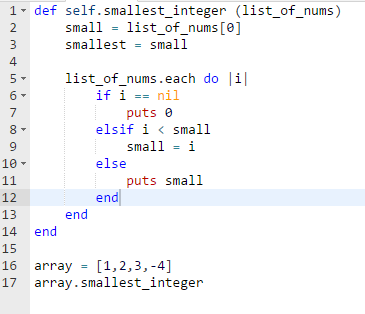 1 def self.smallest_integer (list_of_nums)
2     small = list_of_nums[0]
3     smallest = small
4
5     list_of_nums.each do |i|
6         if i == nil
7             puts 0
8         elsif i < small
9             small = i
10         else
11             puts small
12         end
13     end
14 end
15
16 array = [1,2,3,-4]
17 array.smallest_integer